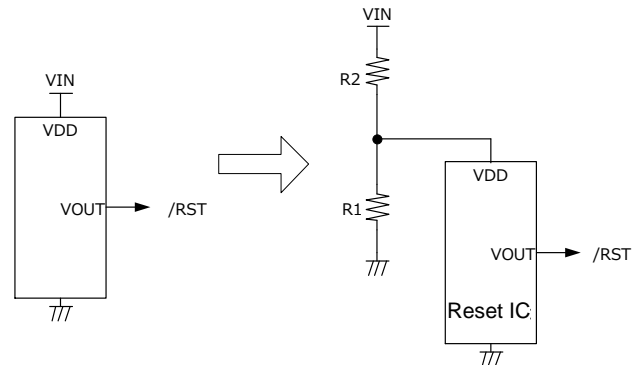 VIN
VDD
VOUT
/RST
VIN
R2
R1
VDD
VOUT
/RST
Reset IC